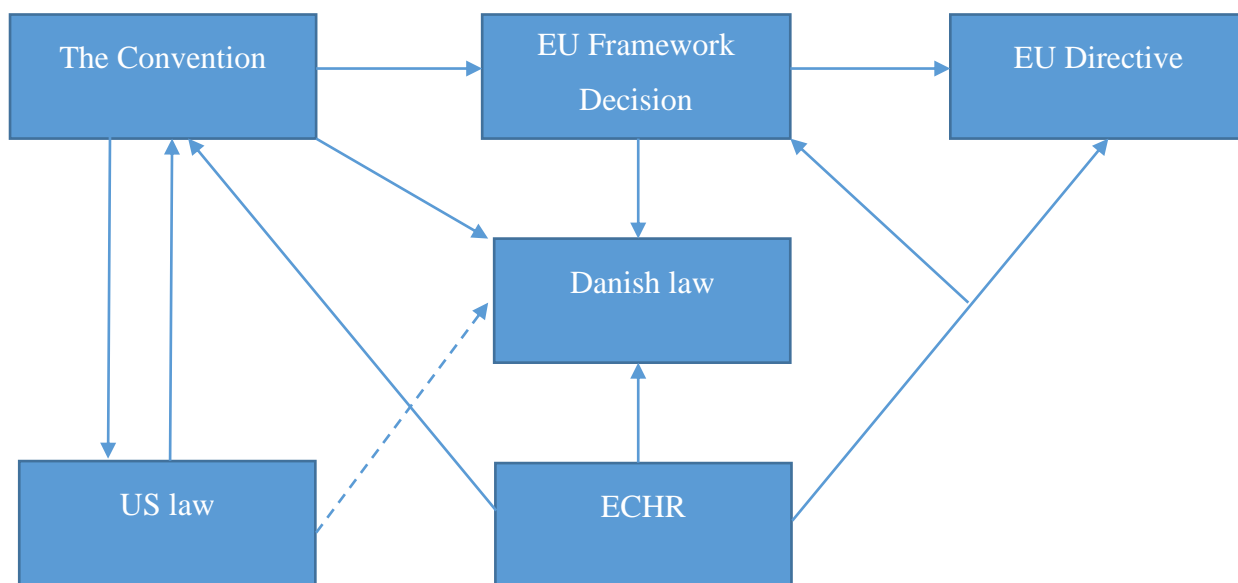 The Convention
EU Framework
Decision
EU Directive
Danish law
US law
ECHR